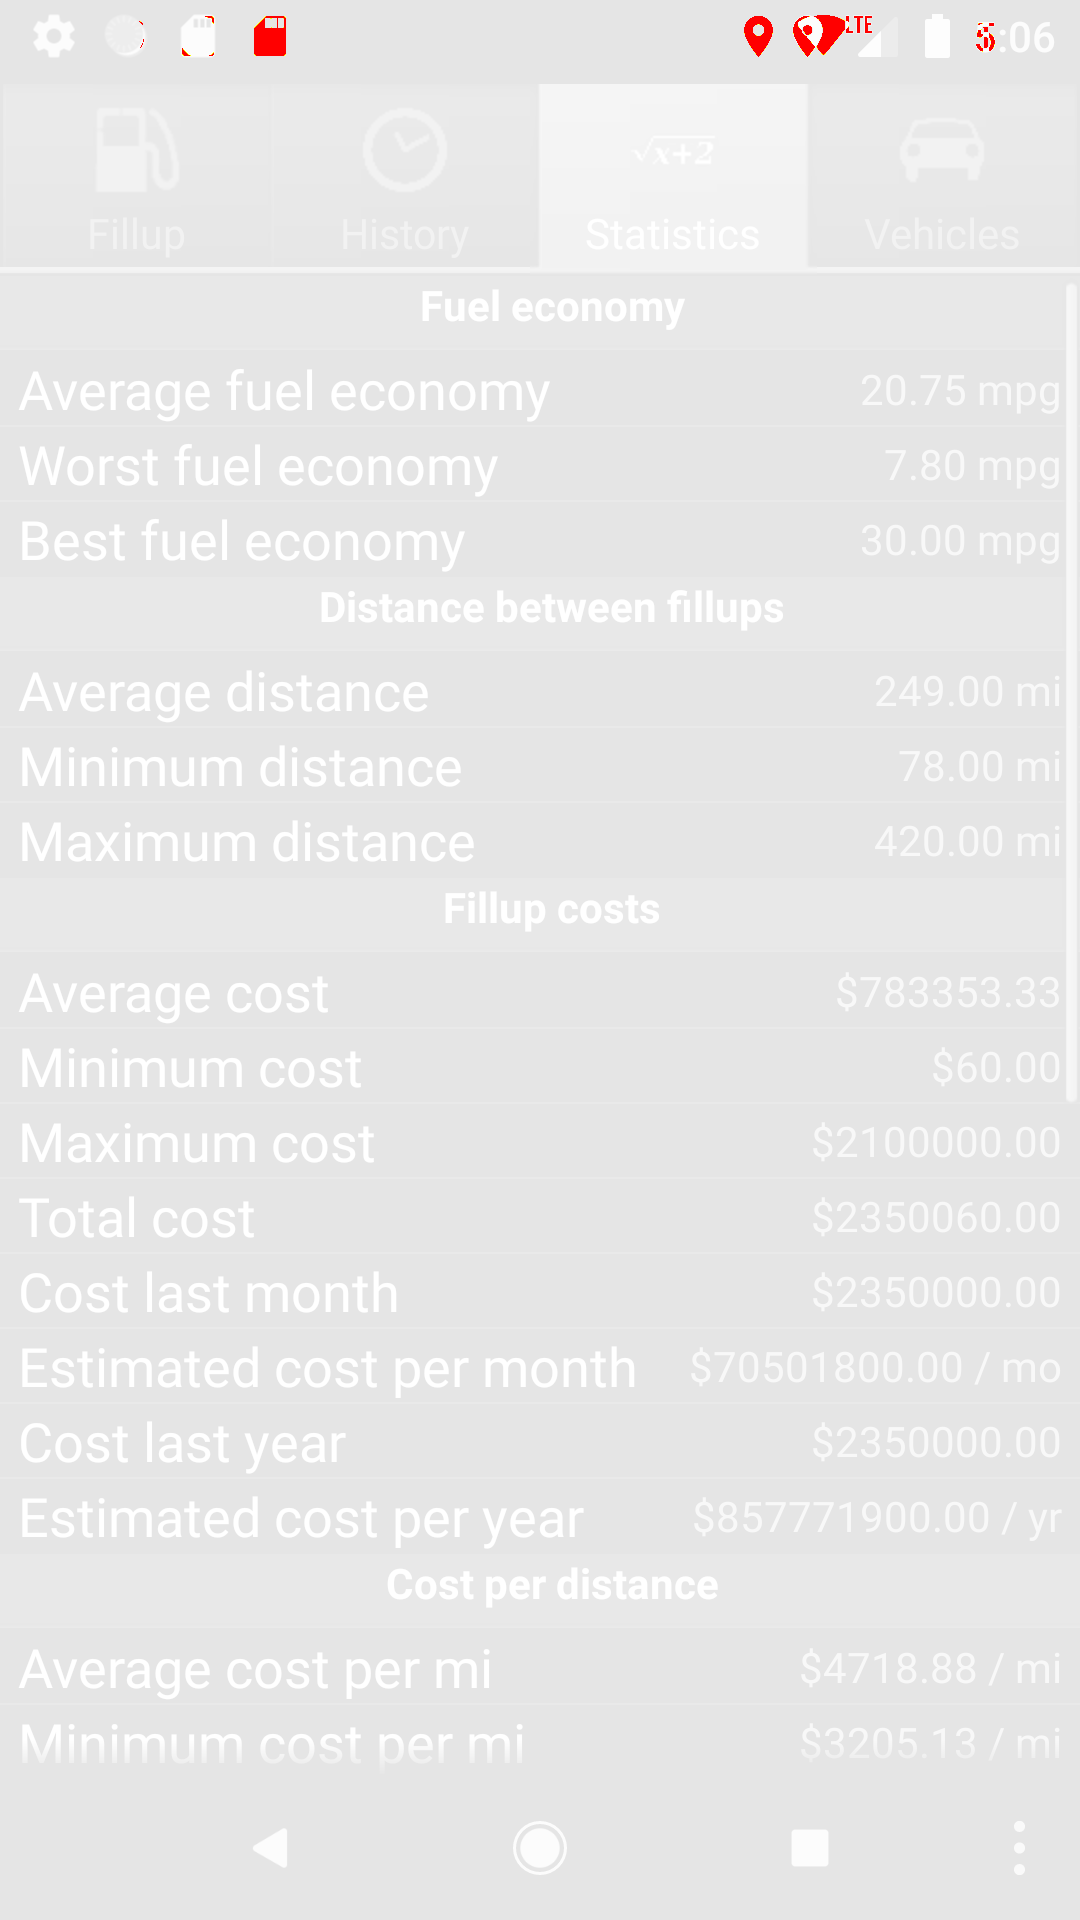 LTE :06
Fillup History √x+2 Statistics Vehicles
Fuel economy
Average fuel economy 20.75 mpg
Worst fuel economy 7.80 mpg
Best fuel economy 30.00 mpg
Distance between fillups
Average distance 249.00 mi
Minimum distance 78.00 mi
Maximum distance 420.00 mi
Fillup costs
Average cost $783353.33
Minimum cost $60.00
Maximum cost $2100000.00
Total cost $2350060.00
Cost last month $2350000.00
Estimated cost per month $70501800.00 / mo
Cost last year $2350000.00
Estimated cost per year $857771900.00 / yr
Cost per distance
Average cost per mi $4718.88 / mi
Minimum cost per mi $3205.13 / mi